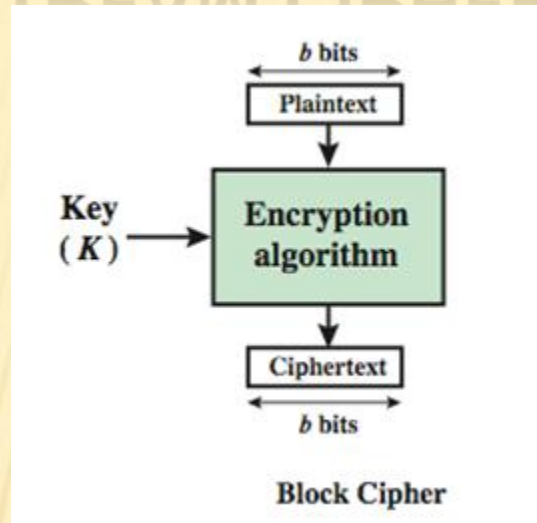 b bits
Plaintext
Key
(K)
Encryption
algorithm
Ciphertext
b bits
Block Cipher